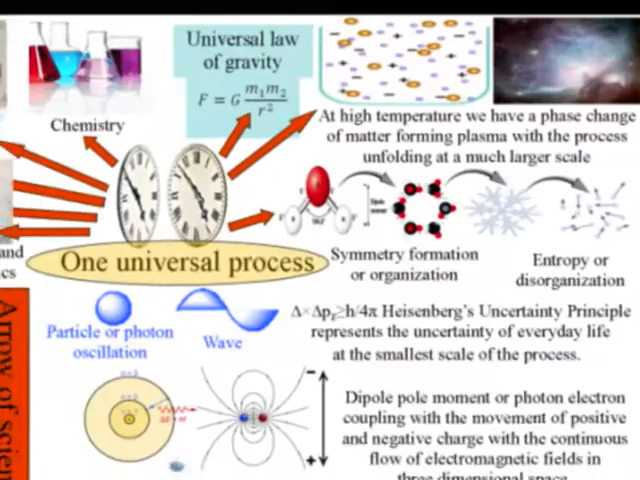 Universal law
of gravity
F = G m₁m₂ / r²
Chemistry
At high temperature we have a phase change
of matter forming plasma with the process
unfolding at a much larger scale
and
cs
One universal process
Symmetry formation
or organization
Entropy or
disorganization
Particle or photon
oscillation
Wave
Δ×Δpₓ≥h/4π Heisenberg's Uncertainty Principle
represents the uncertainty of everyday life
at the smallest scale of the process.
Dipole pole moment or photon electron
coupling with the movement of positive
and negative charge with the continuous
flow of electromagnetic fields in
three dimensional space
Arrow of scien